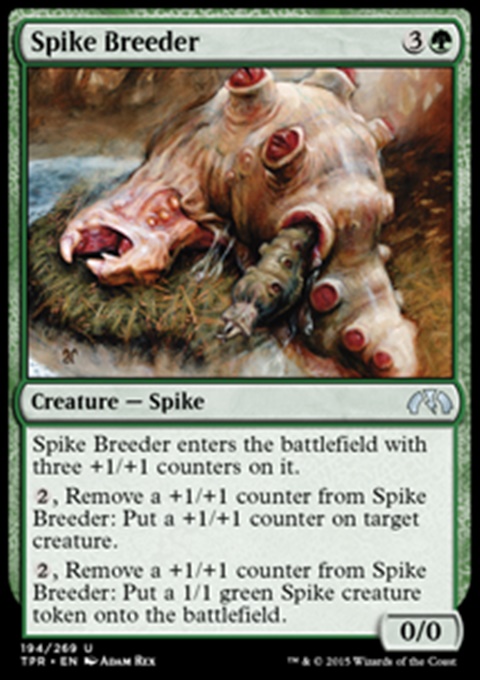 Spike Breeder 3
Creature — Spike
Spike Breeder enters the battlefield with
three +1/+1 counters on it.
2, Remove a +1/+1 counter from Spike
Breeder: Put a +1/+1 counter on target
creature.
2, Remove a +1/+1 counter from Spike
Breeder: Put a 1/1 green Spike creature
token onto the battlefield.
0/0
194/269 U
TPR • EN Adam Rex
™ & © 2015 Wizards of the Coast